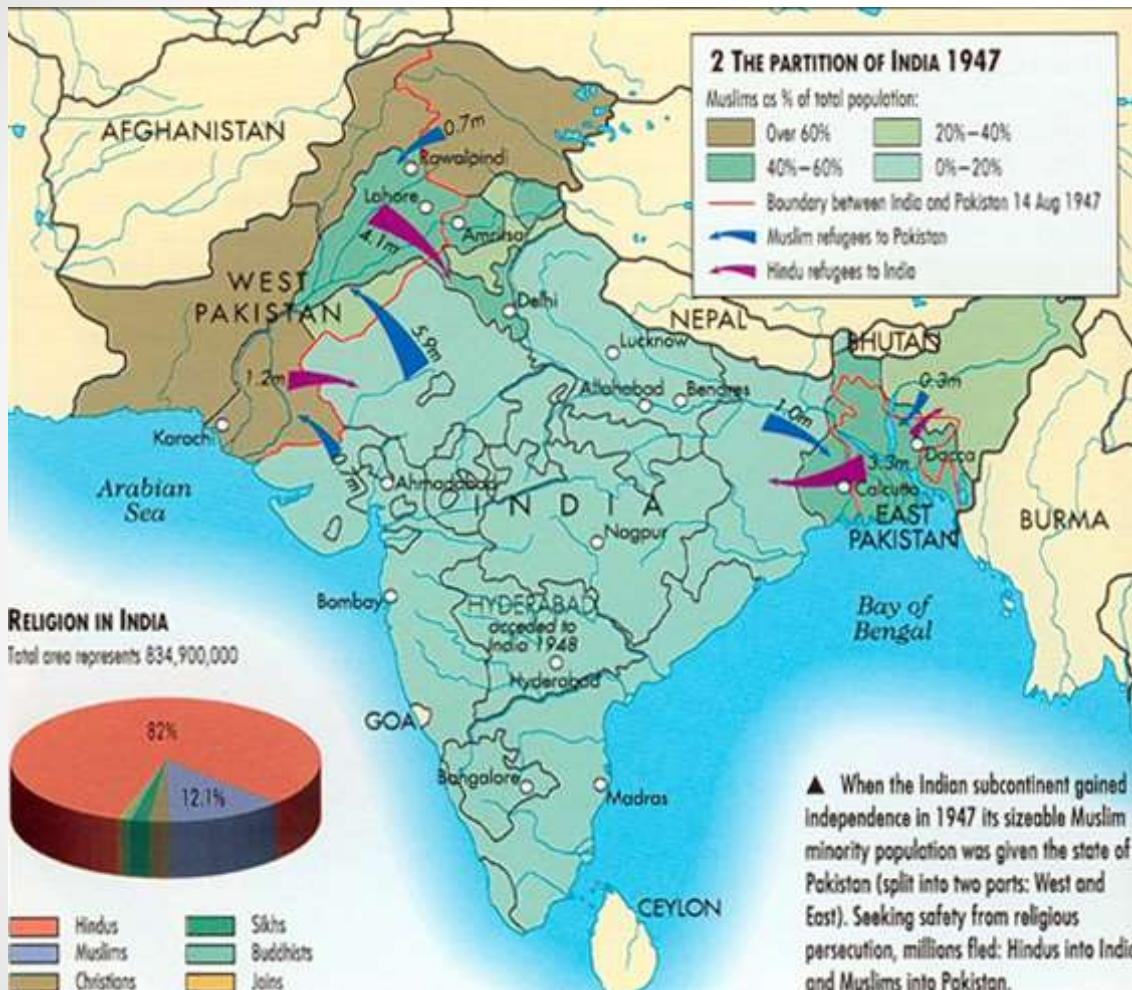 2 THE PARTITION OF INDIA 1947
Muslims as % of total population:
Over 60%
20%–40%
40%–60%
0%–20%
Boundary between India and Pakistan 14 Aug 1947
Muslim refugees to Pakistan
Hindu refugees to India
AFGHANISTAN
0.7m
Rawalpindi
Lahore
Amritsar
4.1m
WEST
PAKISTAN
Delhi
NEPAL
BHUTAN
5.9m
Lucknow
0.3m
1.2m
Allahabad
Benares
1.0m
Karachi
0.7m
Dacca
3.3m
Ahmadabad
Calcutta
Arabian
Sea
INDIA
EAST
PAKISTAN
BURMA
Nagpur
Bombay
HYDERABAD
acceded to
India 1948
Bay of
Bengal
Hyderabad
GOA
Bangalore
Madras
CEYLON
RELIGION IN INDIA
Total area represents 834,900,000
82%
12.1%
Hindus
Sikhs
Muslims
Buddhists
Christians
Jains
▲ When the Indian subcontinent gained
independence in 1947 its sizeable Muslim
minority population was given the state of
Pakistan (split into two parts: West and
East). Seeking safety from religious
persecution, millions fled: Hindus into India
and Muslims into Pakistan.